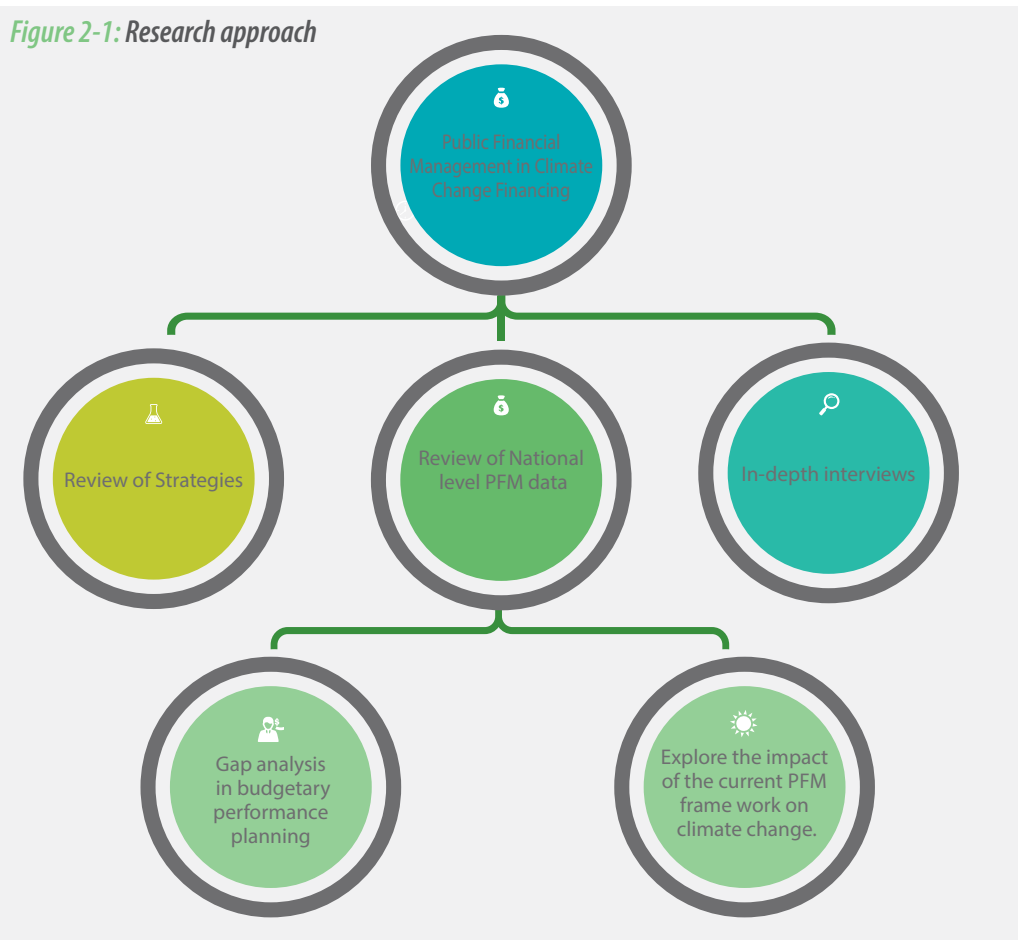 Figure 2-1: Research approach
$
Public Financial
Management in Climate
Change Financing
Review of Strategies
$
Review of National
level PFM data
In-depth interviews
$
Gap analysis
in budgetary
performance
planning
Explore the impact
of the current PFM
frame work on
climate change.